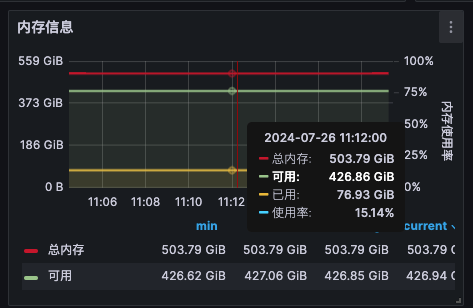 内存信息
559 GiB
100%
373 GiB
75%
50%
186 GiB
25%
0 B
0%
内存使用率
11:06
11:08
11:10
11:12
2024-07-26 11:12:00
总内存: 503.79 GiB
可用: 426.86 GiB
已用: 76.93 GiB
使用率: 15.14%
min
current
总内存 503.79 GiB 503.79 GiB 503.79 GiB 503.79 G
可用 426.62 GiB 427.06 GiB 426.85 GiB 426.94 G